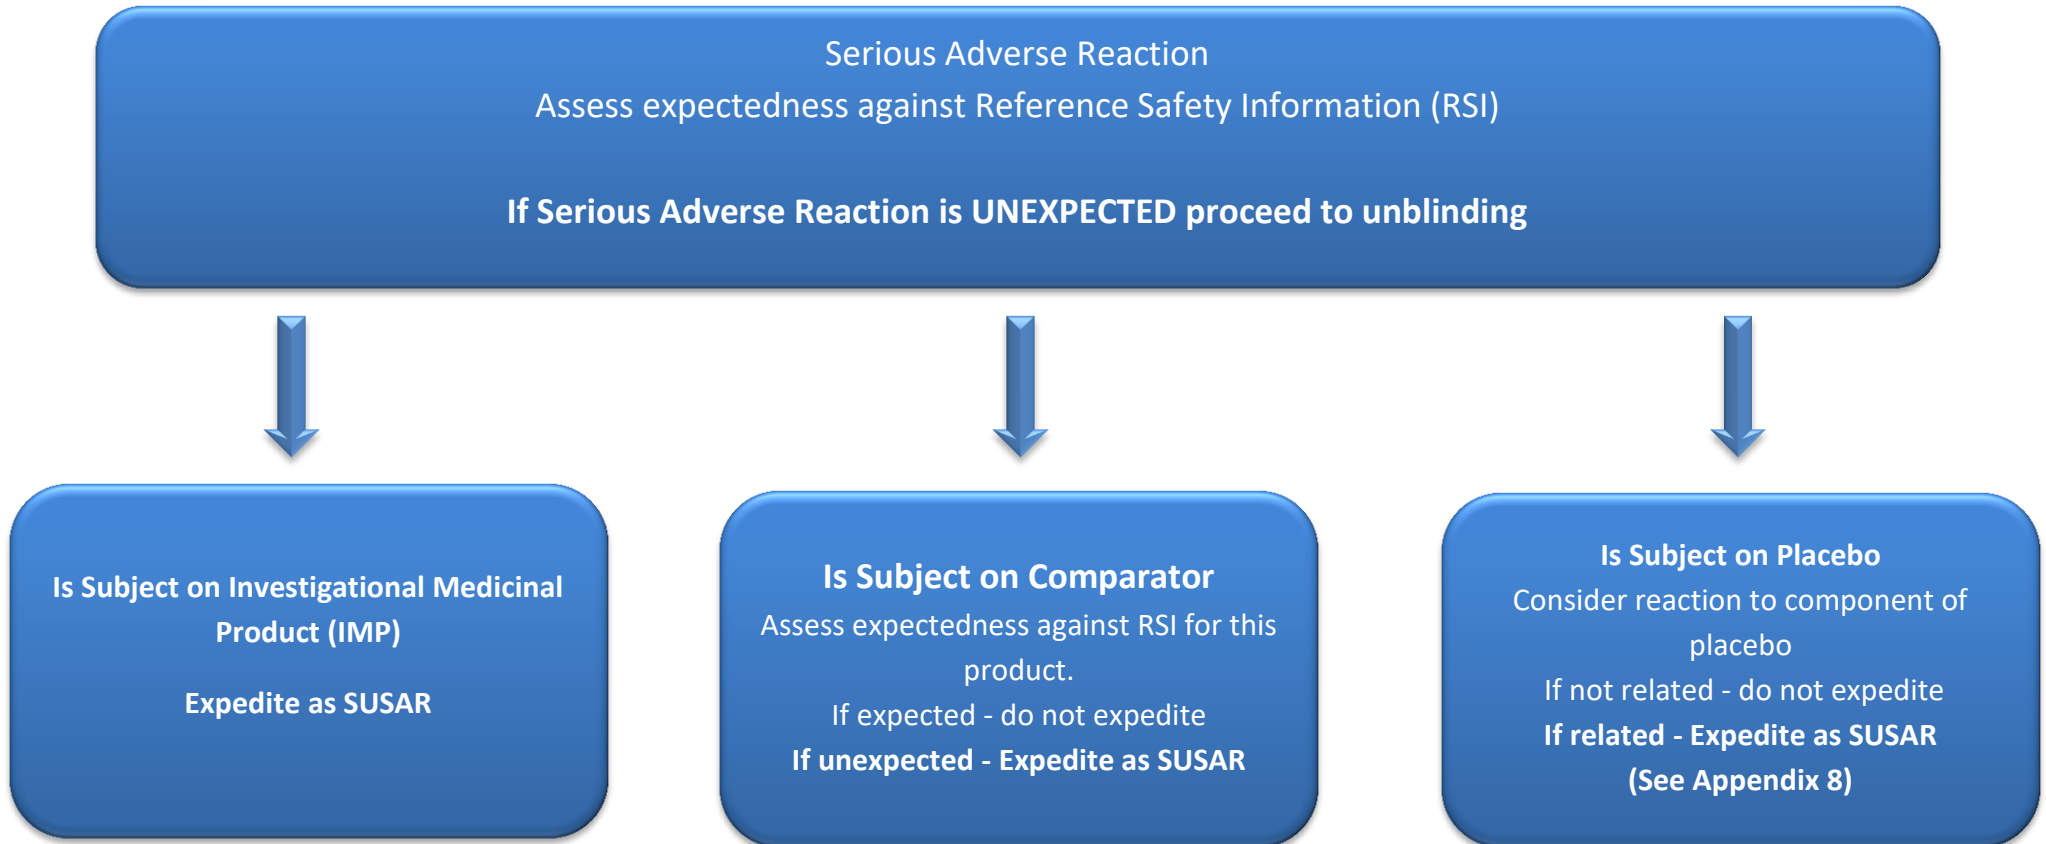 Serious Adverse Reaction
Assess expectedness against Reference Safety Information (RSI)
If Serious Adverse Reaction is UNEXPECTED proceed to unblinding
Is Subject on Investigational Medicinal
Product (IMP)
Expedite as SUSAR
Is Subject on Comparator
Assess expectedness against RSI for this
product.
If expected - do not expedite
If unexpected - Expedite as SUSAR
Is Subject on Placebo
Consider reaction to component of
placebo
If not related - do not expedite
If related - Expedite as SUSAR
(See Appendix 8)